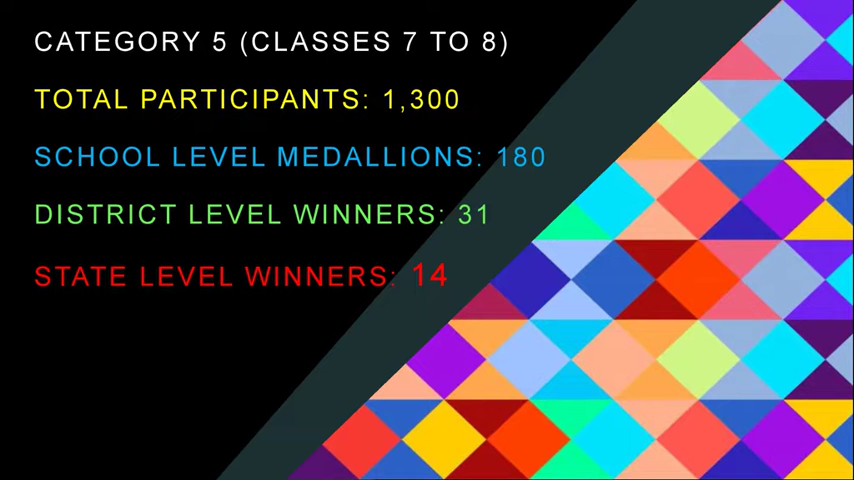 CATEGORY 5 (CLASSES 7 TO 8)
TOTAL PARTICIPANTS: 1,300
SCHOOL LEVEL MEDALLIONS: 180
DISTRICT LEVEL WINNERS: 31
STATE LEVEL WINNERS: 14